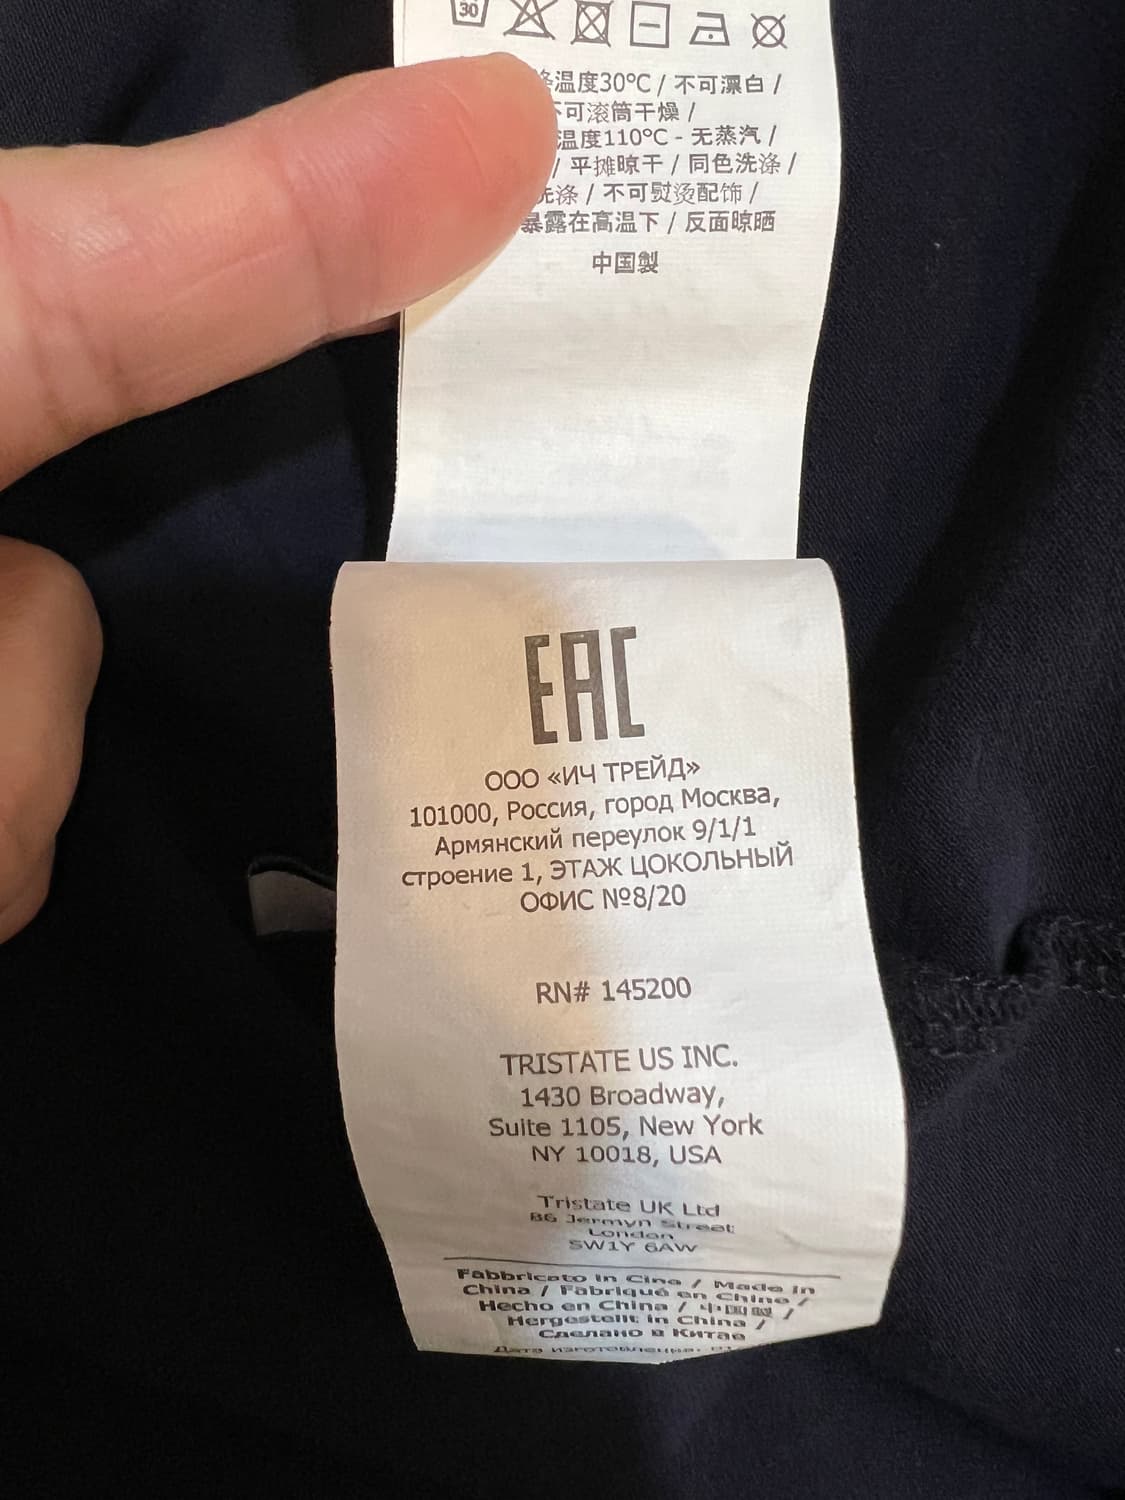 30
温度30°C / 不可漂白 /
不可滚筒干燥 /
温度110°C - 无蒸汽 /
/ 平摊晾干 / 同色洗涤 /
洗涤 / 不可熨烫配饰 /
暴露在高温下 / 反面晾晒
中国製
EAC
ООО «ИЧ ТРЕЙД»
101000, Россия, город Москва,
Армянский переулок 9/1/1
строение 1, ЭТАЖ ЦОКОЛЬНЫЙ
ОФИС №8/20
RN# 145200
TRISTATE US INC.
1430 Broadway,
Suite 1105, New York
NY 10018, USA
Tristate UK Ltd
86 Jermyn Street
London
SW1Y 6AW
Fabbricato in Cina / Made in
China / Fabriqué en Chine /
Hecho en China / 中国製 /
Hergestellt in China /
Сделано в Китае
Дата изготовления: